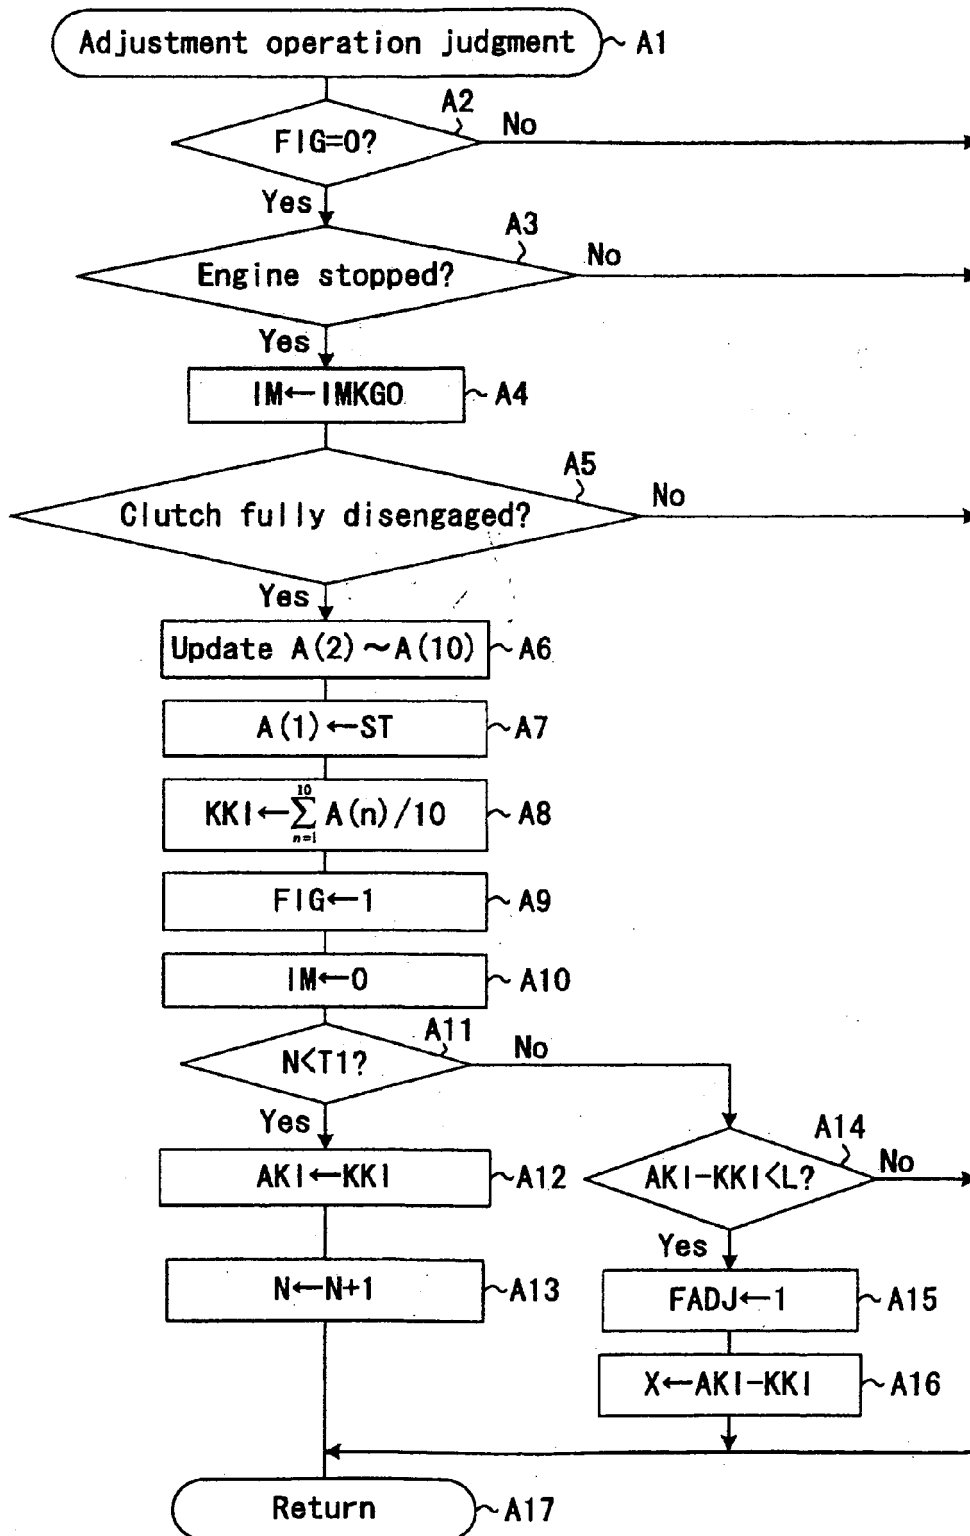 Adjustment operation judgment A1
A2
FIG=0? No
Yes
A3
Engine stopped? No
Yes
IM←IMKGO A4
A5
Clutch fully disengaged? No
Yes
Update A(2)~A(10) A6
A(1)←ST A7
KKI←∑ n=1 10 A(n)/10 A8
FIG←1 A9
IM←0 A10
A11
N<T1? No
Yes
A14
AKI←KKI A12
AKI-KKI<L? No
Yes
N←N+1 A13
FADJ←1 A15
X←AKI-KKI A16
Return A17